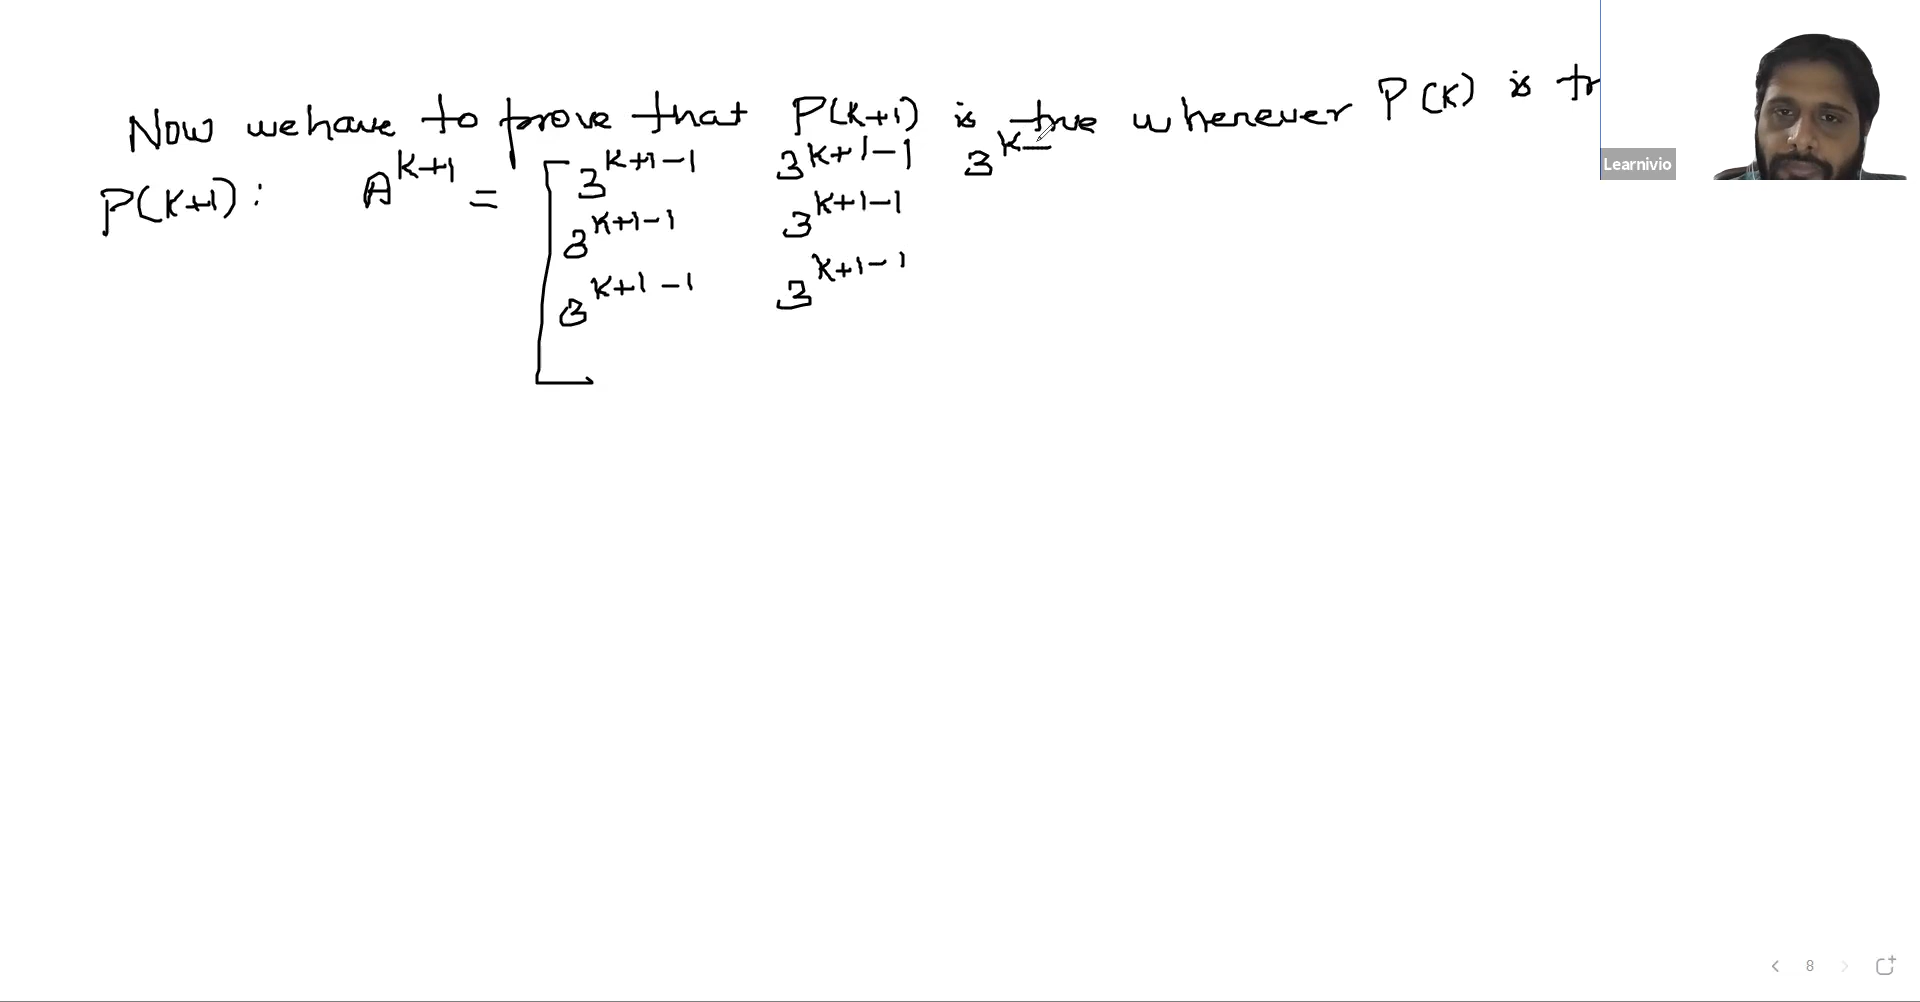 Now we have to prove that P(K+1) is true whenever P(K) is tr
P(K+1): A^{K+1} = [ 3^{K+1-1} 3^{K+1-1} 3^{K-
3^{K+1-1} 3^{K+1-1}
3^{K+1-1} 3^{K+1-1}
Learnivio
8